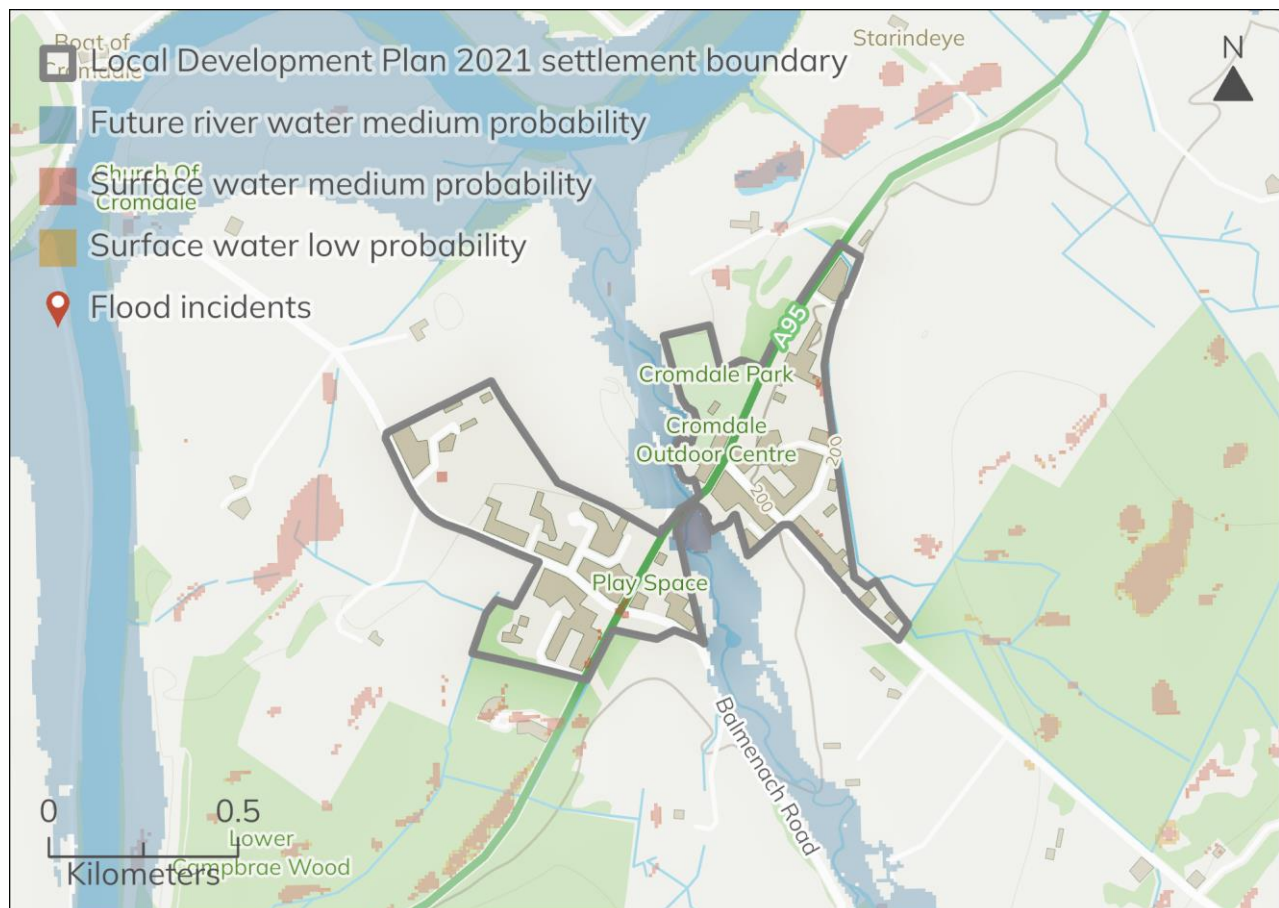 Boat of
Cromdale
Local Development Plan 2021 settlement boundary
Future river water medium probability
Church Of
Cromdale
Surface water medium probability
Surface water low probability
Flood incidents
Starindeye
N
A95
Cromdale Park
Cromdale
Outdoor Centre
200
200
Play Space
Balmenach Road
0
0.5
Kilometers
Lower
Campbrae Wood